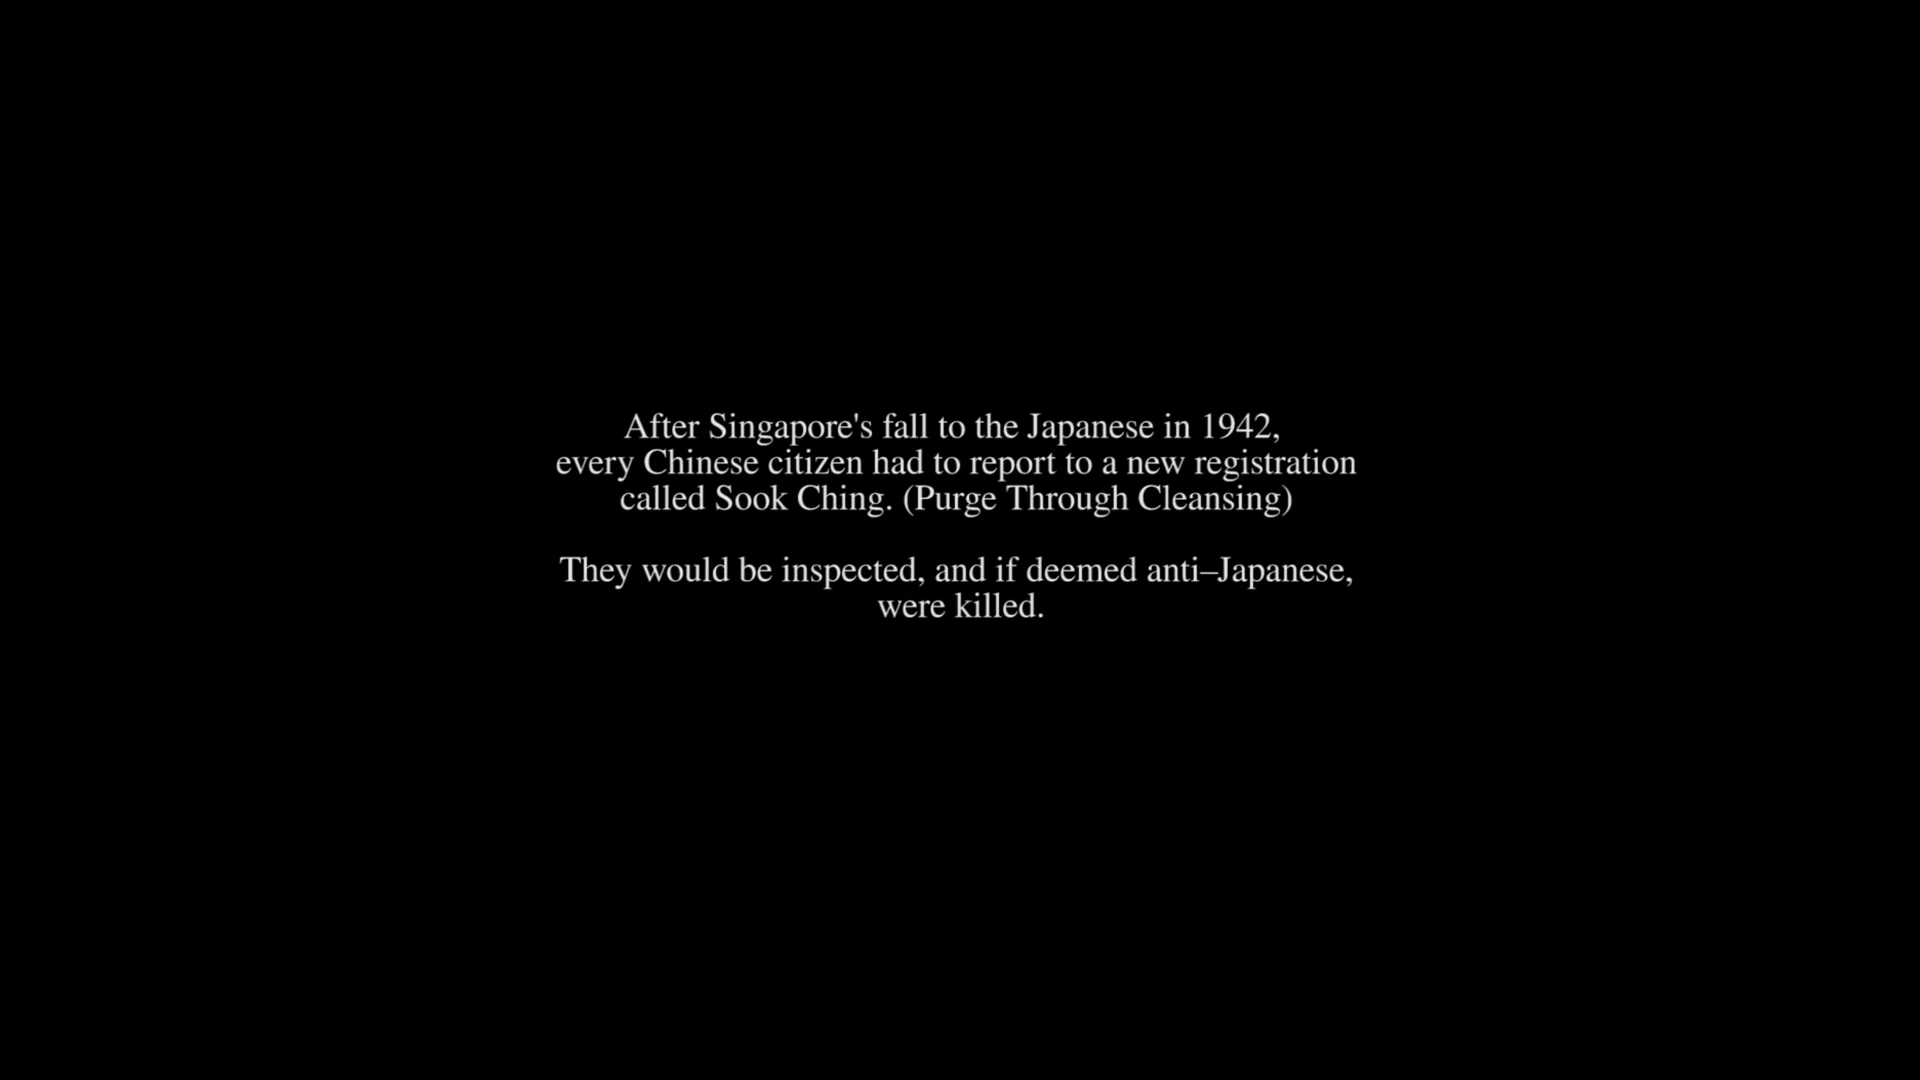 After Singapore's fall to the Japanese in 1942,
every Chinese citizen had to report to a new registration
called Sook Ching. (Purge Through Cleansing)
They would be inspected, and if deemed anti–Japanese,
were killed.